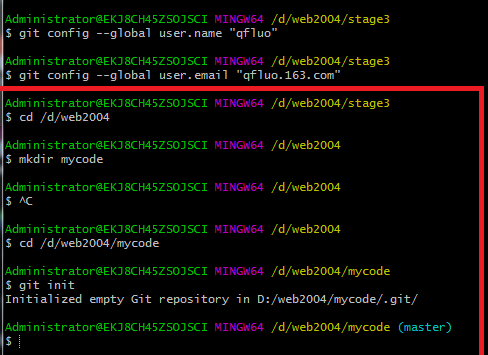 Administrator@EKJ8CH45ZSOJSCI MINGW64 /d/web2004/stage3
$ git config --global user.name "qfluo"
Administrator@EKJ8CH45ZSOJSCI MINGW64 /d/web2004/stage3
$ git config --global user.email "qfluo.163.com"
Administrator@EKJ8CH45ZSOJSCI MINGW64 /d/web2004/stage3
$ cd /d/web2004
Administrator@EKJ8CH45ZSOJSCI MINGW64 /d/web2004
$ mkdir mycode
Administrator@EKJ8CH45ZSOJSCI MINGW64 /d/web2004
$ ^C
Administrator@EKJ8CH45ZSOJSCI MINGW64 /d/web2004
$ cd /d/web2004/mycode
Administrator@EKJ8CH45ZSOJSCI MINGW64 /d/web2004/mycode
$ git init
Initialized empty Git repository in D:/web2004/mycode/.git/
Administrator@EKJ8CH45ZSOJSCI MINGW64 /d/web2004/mycode (master)
$